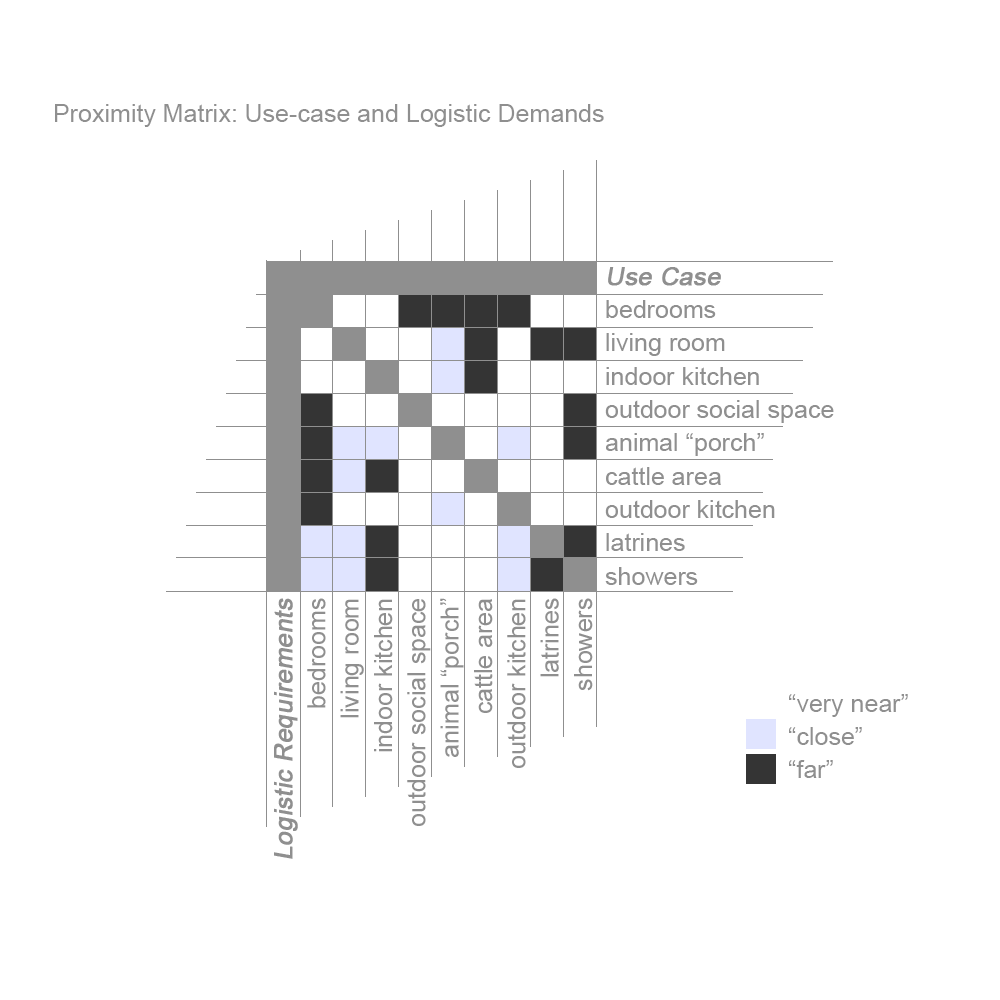 Proximity Matrix: Use-case and Logistic Demands
Use Case
bedrooms
living room
indoor kitchen
outdoor social space
animal “porch”
cattle area
outdoor kitchen
latrines
showers
Logistic Requirements
bedrooms
living room
indoor kitchen
outdoor social space
animal “porch”
cattle area
outdoor kitchen
latrines
showers
“very near”
“close”
“far”